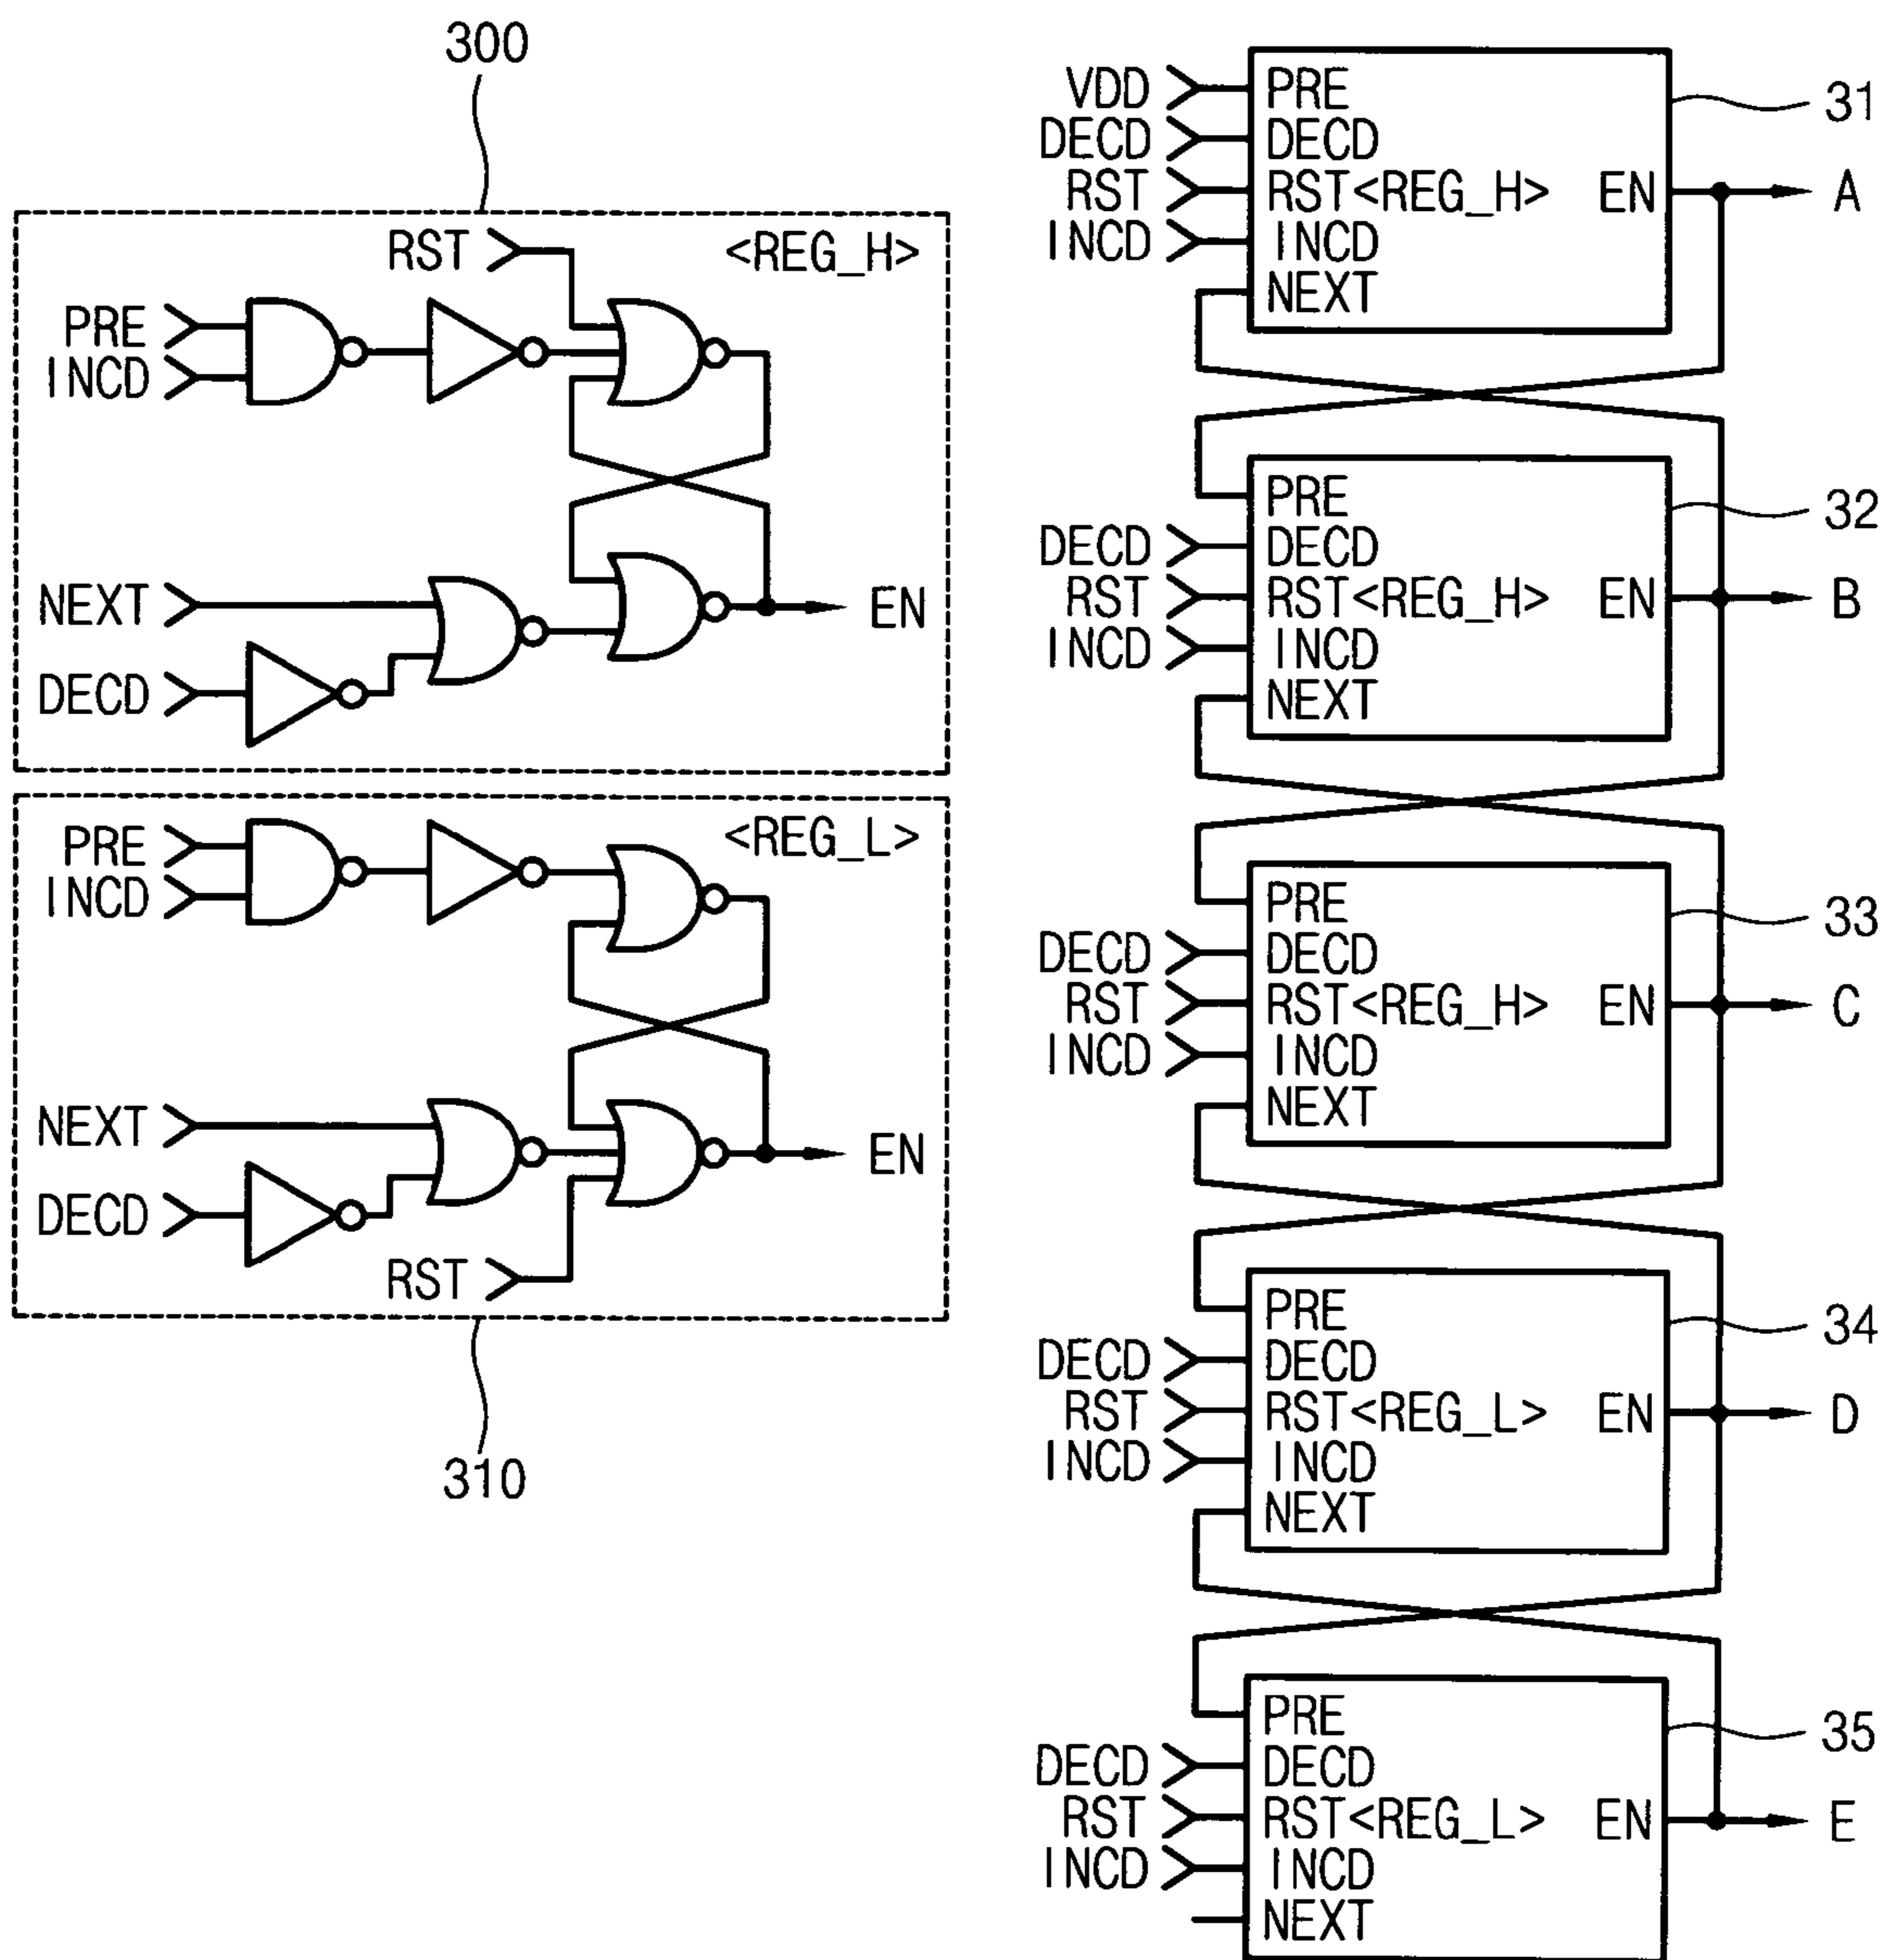 300
<REG_H>
RST
PRE
INCD
NEXT
DECD
EN
<REG_L>
PRE
INCD
NEXT
DECD
RST
EN
310
VDD
DECD
RST
INCD
PRE
DECD
RST<REG_H> EN
INCD
NEXT
31
A
DECD
RST
INCD
PRE
DECD
RST<REG_H> EN
INCD
NEXT
32
B
DECD
RST
INCD
PRE
DECD
RST<REG_H> EN
INCD
NEXT
33
C
DECD
RST
INCD
PRE
DECD
RST<REG_L> EN
INCD
NEXT
34
D
DECD
RST
INCD
PRE
DECD
RST<REG_L> EN
INCD
NEXT
35
E